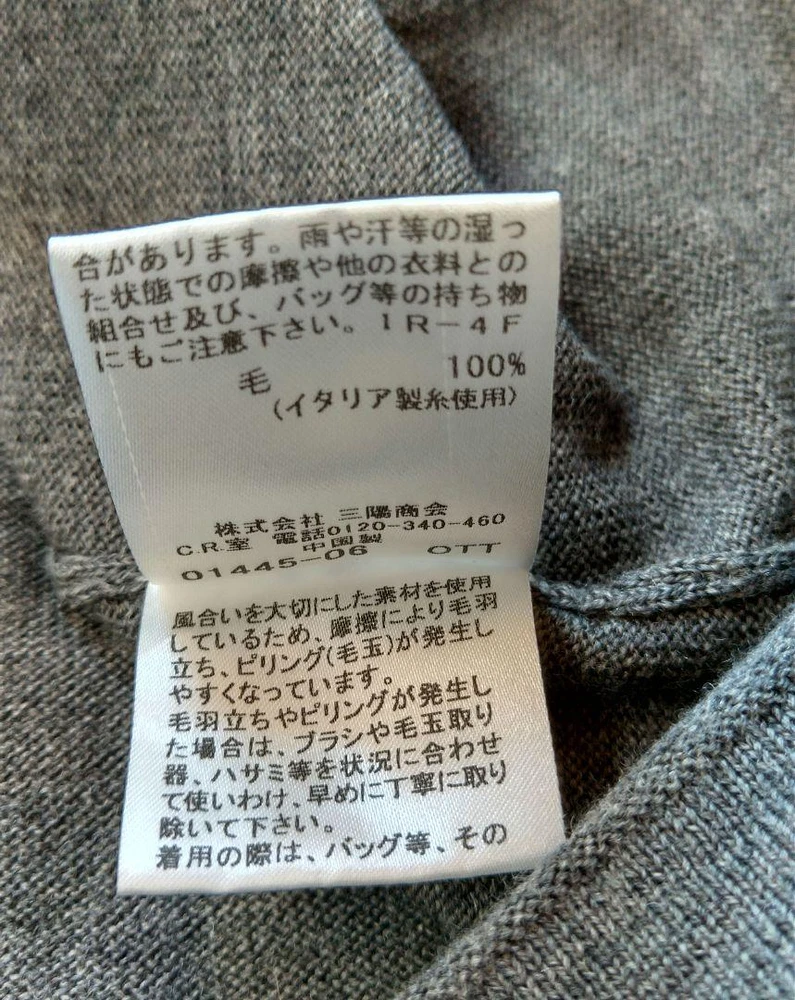 合があります。雨や汗等の湿っ
た状態での摩擦や他の衣料との
組合せ及び、バッグ等の持ち物
にもご注意下さい。IR－4F
毛 100%
(イタリア製糸使用)
株式会社 三陽商会
C.R.室 電話0120-340-460
中国製
01445-06 OTT
風合いを大切にした素材を使用
しているため、摩擦により毛羽
立ち、ピリング(毛玉)が発生し
やすくなっています。
毛羽立ちやピリングが発生し
た場合は、ブラシや毛玉取り
器、ハサミ等を状況に合わせ
て使いわけ、早めに丁寧に取り
除いて下さい。
着用の際は、バッグ等、その